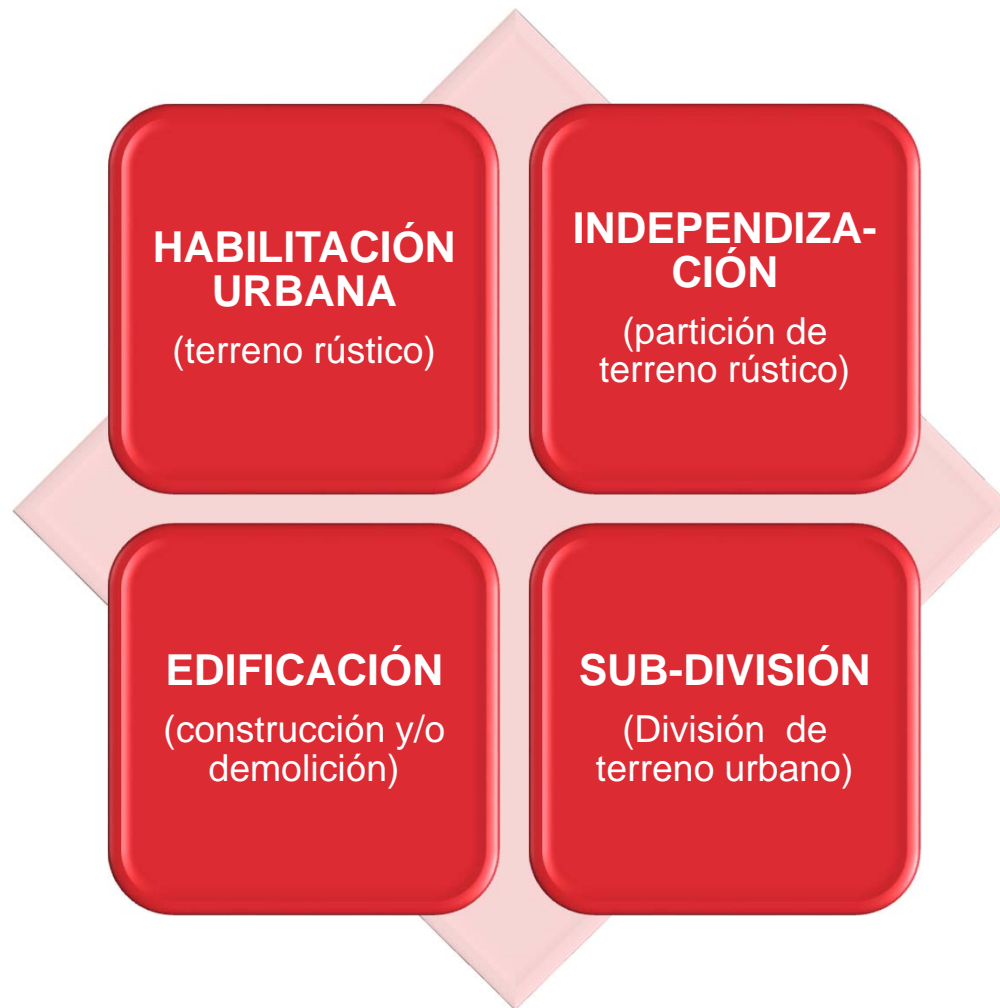 HABILITACIÓN
URBANA
(terreno rústico)
INDEPENDIZA-
CIÓN
(partición de
terreno rústico)
EDIFICACIÓN
(construcción y/o
demolición)
SUB-DIVISIÓN
(División  de
terreno urbano)